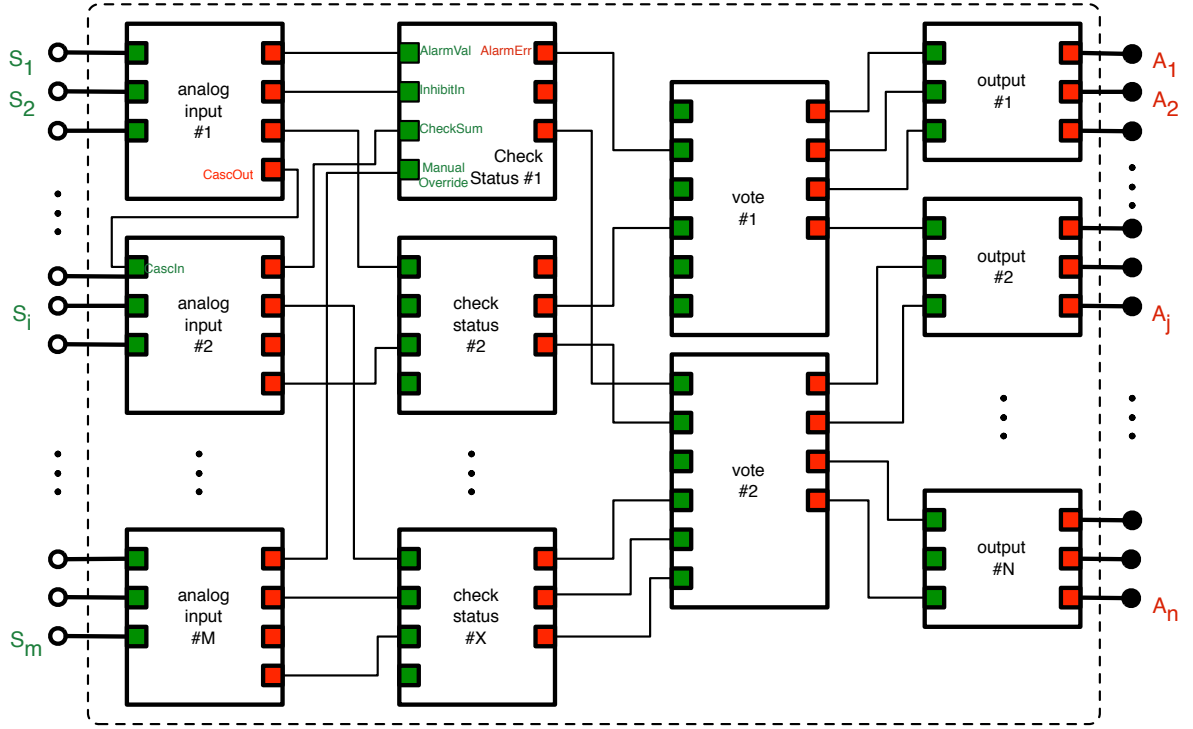 S1
S2
Si
Sm
analog
input
#1
CascOut
CascIn
analog
input
#2
analog
input
#M
AlarmVal
AlarmErr
InhibitIn
CheckSum
Manual
Override
Check
Status #1
check
status
#2
check
status
#X
vote
#1
vote
#2
output
#1
output
#2
output
#N
A1
A2
Aj
An